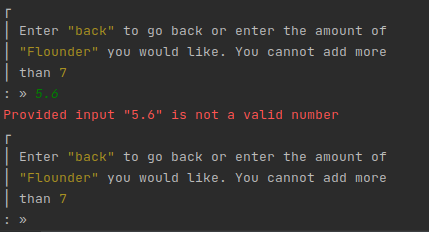 Enter "back" to go back or enter the amount of
"Flounder" you would like. You cannot add more
than 7
: » 5.6
Provided input "5.6" is not a valid number
Enter "back" to go back or enter the amount of
"Flounder" you would like. You cannot add more
than 7
: »